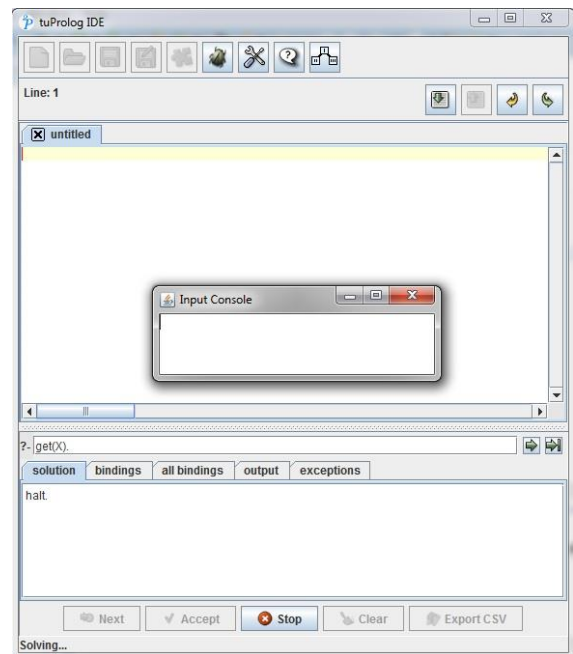 tuProlog IDE
Line: 1
untitled
Input Console
?- get(X).
solution bindings all bindings output exceptions
halt.
Next Accept Stop Clear Export CSV
Solving...